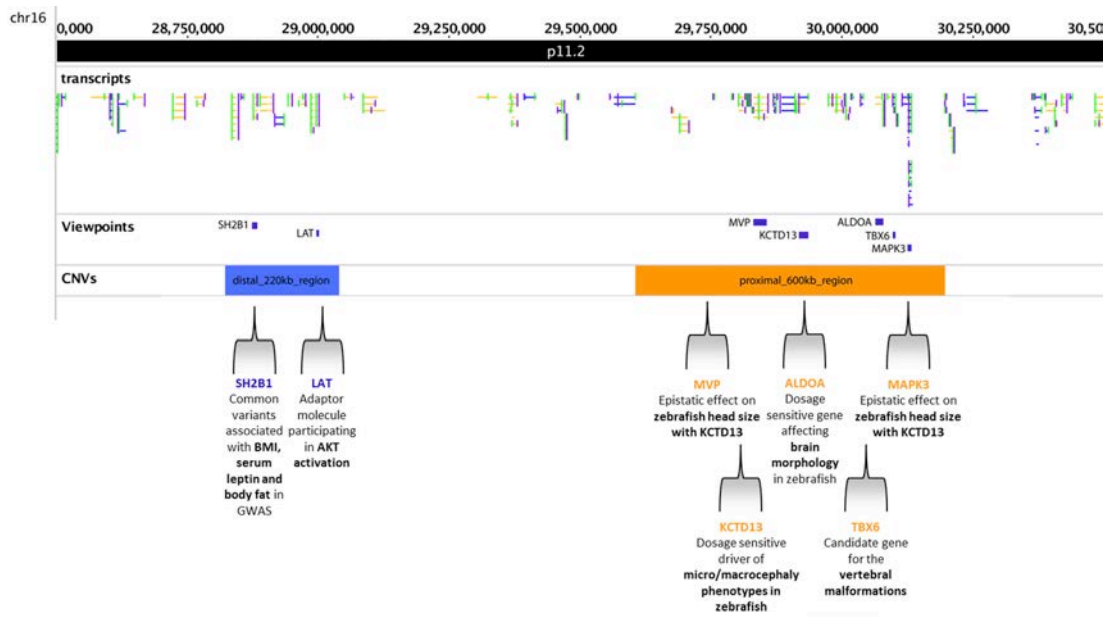 chr16
0,000 28,750,000 29,000,000 29,250,000 29,500,000 29,750,000 30,000,000 30,250,000 30,50
p11.2
transcripts
Viewpoints
SH2B1
LAT
MVP
KCTD13
ALDOA
TBX6
MAPK3
CNVs
distal_220kb_region
proximal_600kb_region
SH2B1
Common
variants
associated
with BMI,
serum
leptin and
body fat in
GWAS
LAT
Adaptor
molecule
participating
in AKT
activation
MVP
Epistatic effect on
zebrafish head size
with KCTD13
ALDOA
Dosage
sensitive gene
affecting
brain
morphology
in zebrafish
MAPK3
Epistatic effect on
zebrafish head size
with KCTD13
KCTD13
Dosage sensitive
driver of
micro/macrocephaly
phenotypes in
zebrafish
TBX6
Candidate gene
for the
vertebral
malformations